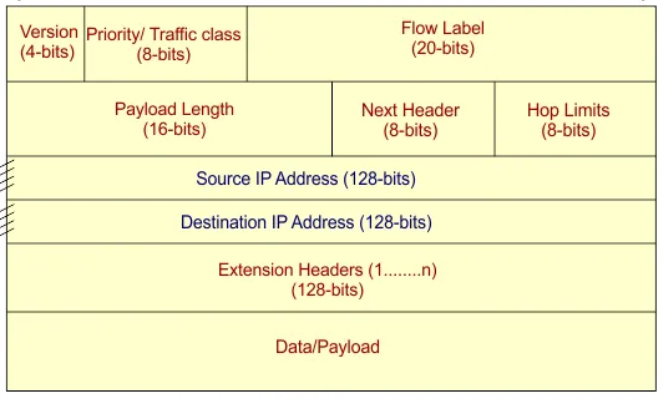 Version
(4-bits)
Priority/ Traffic class
(8-bits)
Flow Label
(20-bits)
Payload Length
(16-bits)
Next Header
(8-bits)
Hop Limits
(8-bits)
Source IP Address (128-bits)
Destination IP Address (128-bits)
Extension Headers (1........n)
(128-bits)
Data/Payload